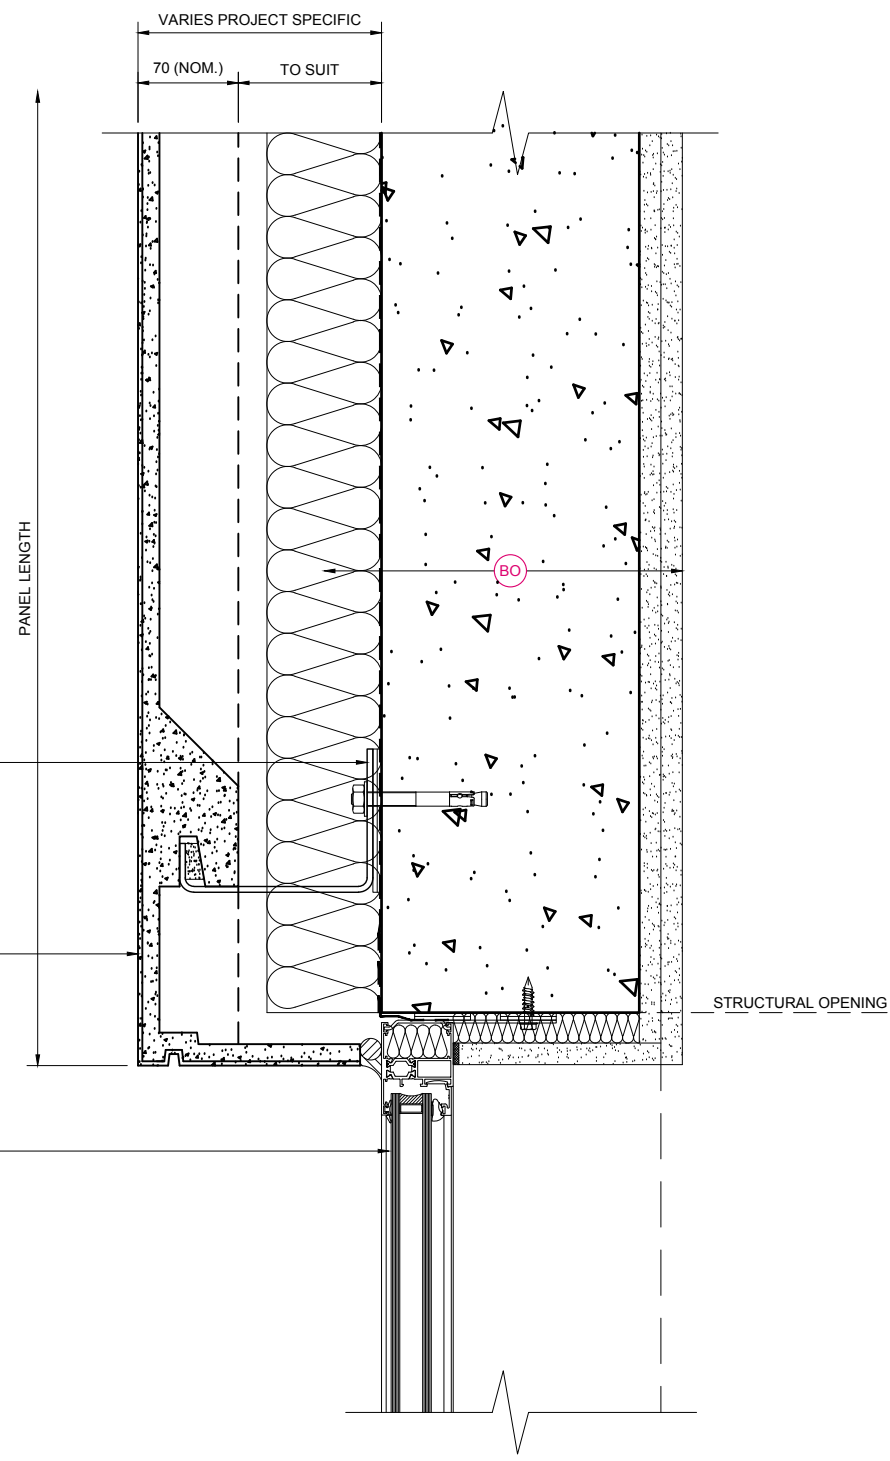 VARIES PROJECT SPECIFIC
70 (NOM.)
TO SUIT
PANEL LENGTH
BO
STRUCTURAL OPENING